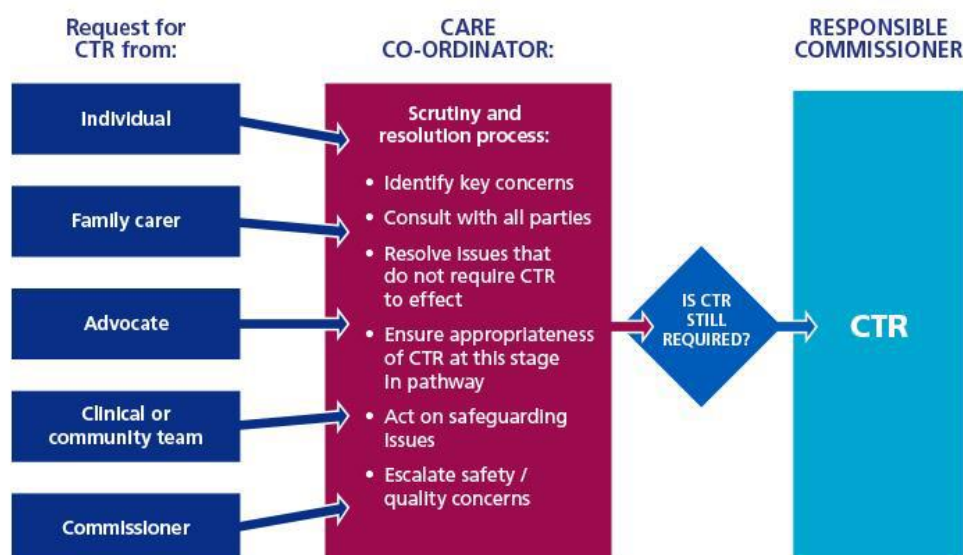 Request for
CTR from:
Individual
Family carer
Advocate
Clinical or
community team
Commissioner
CARE
CO-ORDINATOR:
Scrutiny and
resolution process:
• Identify key concerns
• Consult with all parties
• Resolve issues that
do not require CTR
to effect
• Ensure appropriateness
of CTR at this stage
in pathway
• Act on safeguarding
issues
• Escalate safety /
quality concerns
IS CTR
STILL
REQUIRED?
RESPONSIBLE
COMMISSIONER
CTR